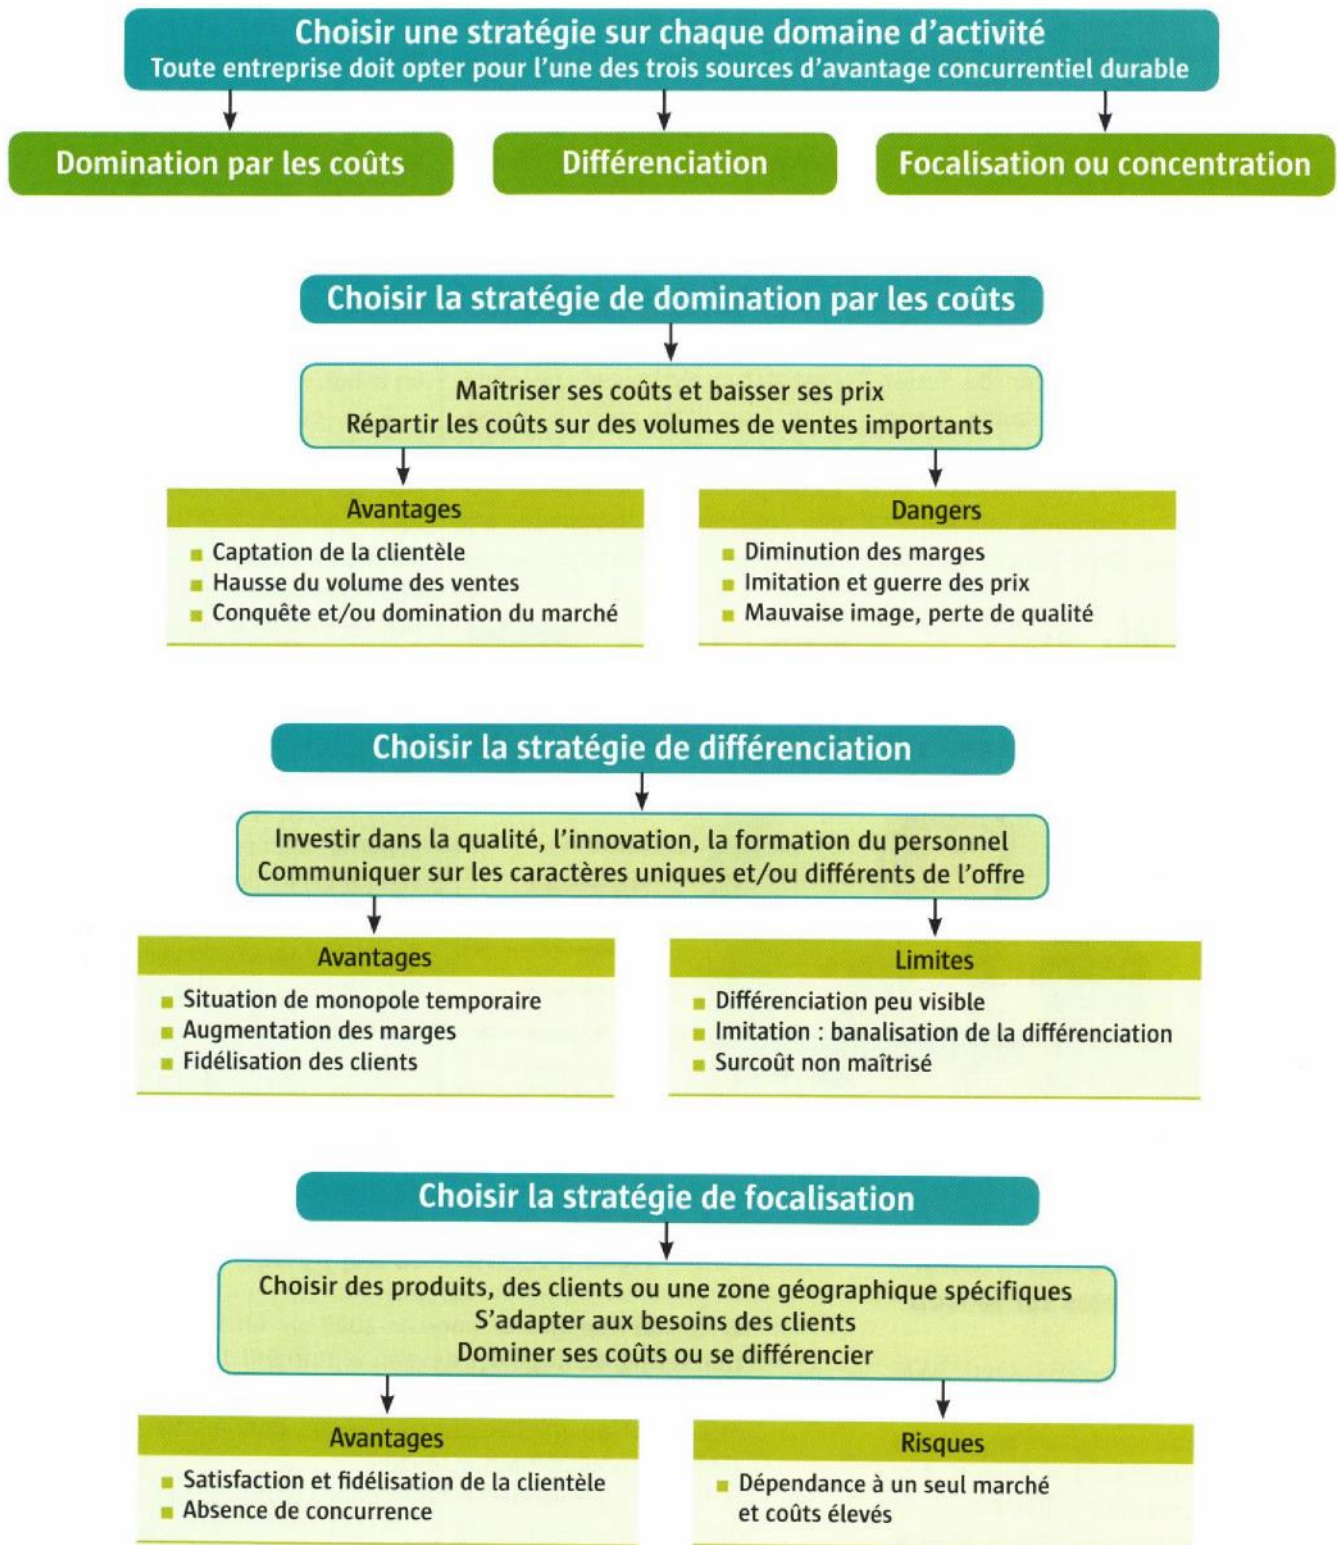 Choisir une stratégie sur chaque domaine d'activité
Toute entreprise doit opter pour l'une des trois sources d'avantage concurrentiel durable
Domination par les coûts
Différenciation
Focalisation ou concentration
Choisir la stratégie de domination par les coûts
Maîtriser ses coûts et baisser ses prix
Répartir les coûts sur des volumes de ventes importants
Avantages
Captation de la clientèle
Hausse du volume des ventes
Conquête et/ou domination du marché
Dangers
Diminution des marges
Imitation et guerre des prix
Mauvaise image, perte de qualité
Choisir la stratégie de différenciation
Investir dans la qualité, l'innovation, la formation du personnel
Communiquer sur les caractères uniques et/ou différents de l'offre
Avantages
Situation de monopole temporaire
Augmentation des marges
Fidélisation des clients
Limites
Différenciation peu visible
Imitation : banalisation de la différenciation
Surcoût non maîtrisé
Choisir la stratégie de focalisation
Choisir des produits, des clients ou une zone géographique spécifiques
S'adapter aux besoins des clients
Dominer ses coûts ou se différencier
Avantages
Satisfaction et fidélisation de la clientèle
Absence de concurrence
Risques
Dépendance à un seul marché
et coûts élevés